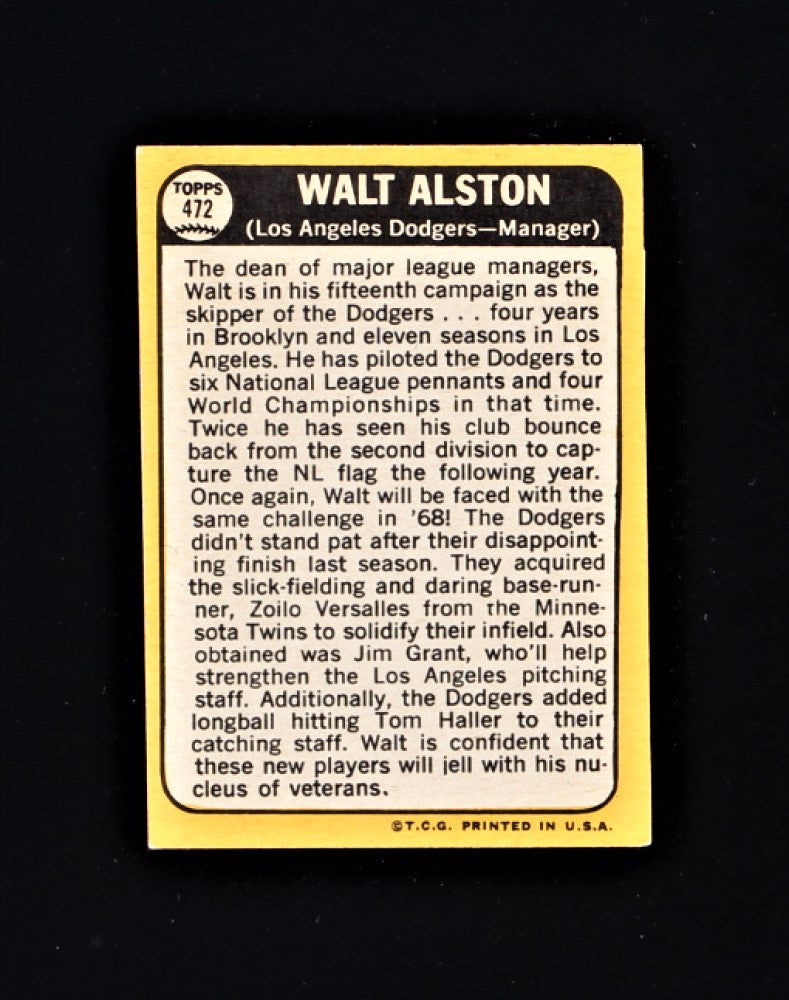 TOPPS
472
WALT ALSTON
(Los Angeles Dodgers—Manager)
The dean of major league managers,
Walt is in his fifteenth campaign as the
skipper of the Dodgers . . . four years
in Brooklyn and eleven seasons in Los
Angeles. He has piloted the Dodgers to
six National League pennants and four
World Championships in that time.
Twice he has seen his club bounce
back from the second division to cap-
ture the NL flag the following year.
Once again, Walt will be faced with the
same challenge in '68! The Dodgers
didn't stand pat after their disappoint-
ing finish last season. They acquired
the slick-fielding and daring base-run-
ner, Zoilo Versalles from the Minne-
sota Twins to solidify their infield. Also
obtained was Jim Grant, who'll help
strengthen the Los Angeles pitching
staff. Additionally, the Dodgers added
longball hitting Tom Haller to their
catching staff. Walt is confident that
these new players will jell with his nu-
cleus of veterans.
©T.C.G. PRINTED IN U.S.A.